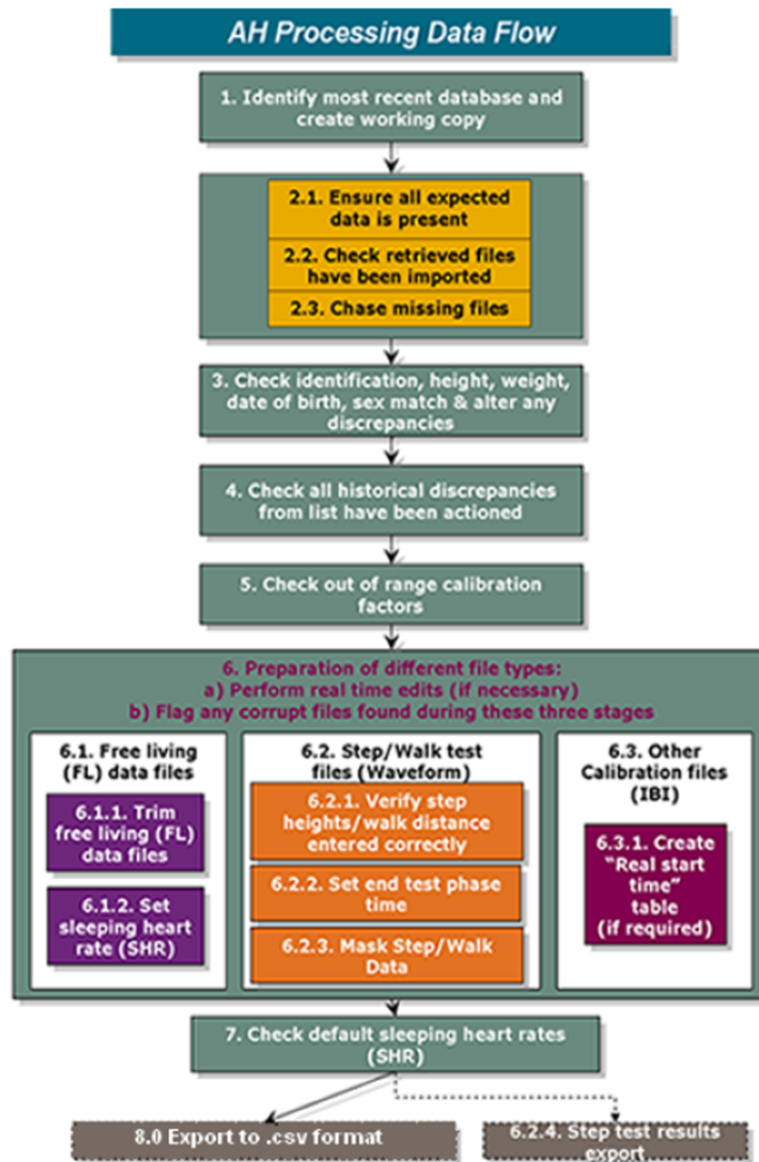 AH Processing Data Flow
1. Identify most recent database and
create working copy
2.1. Ensure all expected
data is present
2.2. Check retrieved files
have been imported
2.3. Chase missing files
3. Check identification, height, weight,
date of birth, sex match & alter any
discrepancies
4. Check all historical discrepancies
from list have been actioned
5. Check out of range calibration
factors
6. Preparation of different file types:
a) Perform real time edits (if necessary)
b) Flag any corrupt files found during these three stages
6.1. Free living
(FL) data files
6.1.1. Trim
free living (FL)
data files
6.1.2. Set
sleeping heart
rate (SHR)
6.2. Step/Walk test
files (Waveform)
6.2.1. Verify step
heights/walk distance
entered correctly
6.2.2. Set end test phase
time
6.2.3. Mask Step/Walk
Data
6.3. Other
Calibration files
(IBI)
6.3.1. Create
“Real start
time”
table
(if required)
7. Check default sleeping heart rates
(SHR)
8.0 Export to .csv format
6.2.4. Step test results
export